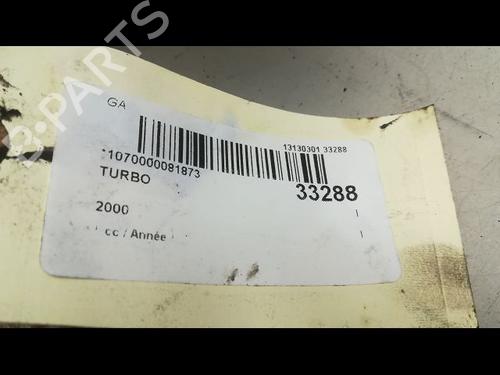 GA
13130301 33288
*1070000081873
TURBO
33288
2000
cc / Année
B-PARTS